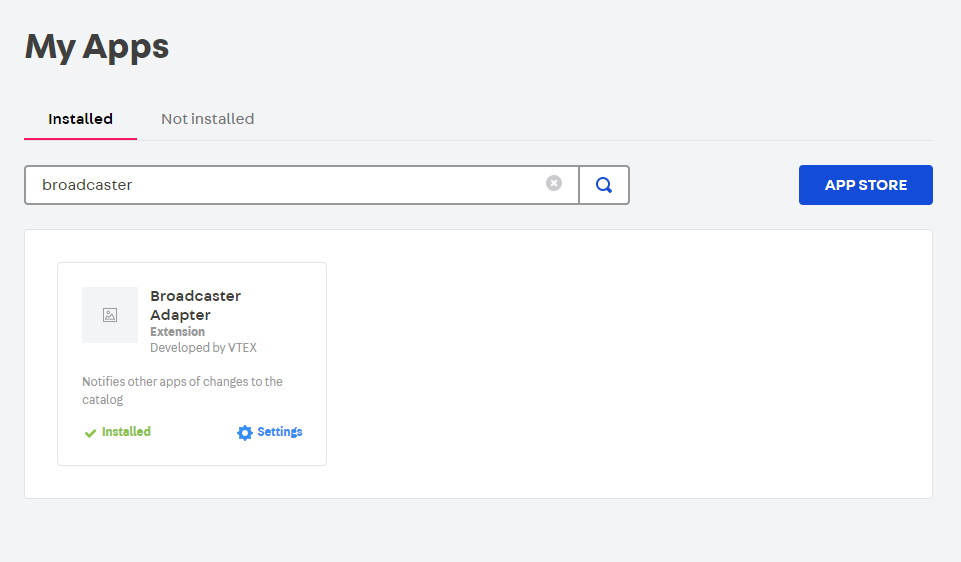 My Apps
Installed
Not installed
broadcaster
APP STORE
Broadcaster
Adapter
Extension
Developed by VTEX
Notifies other apps of changes to the
catalog
Installed
Settings